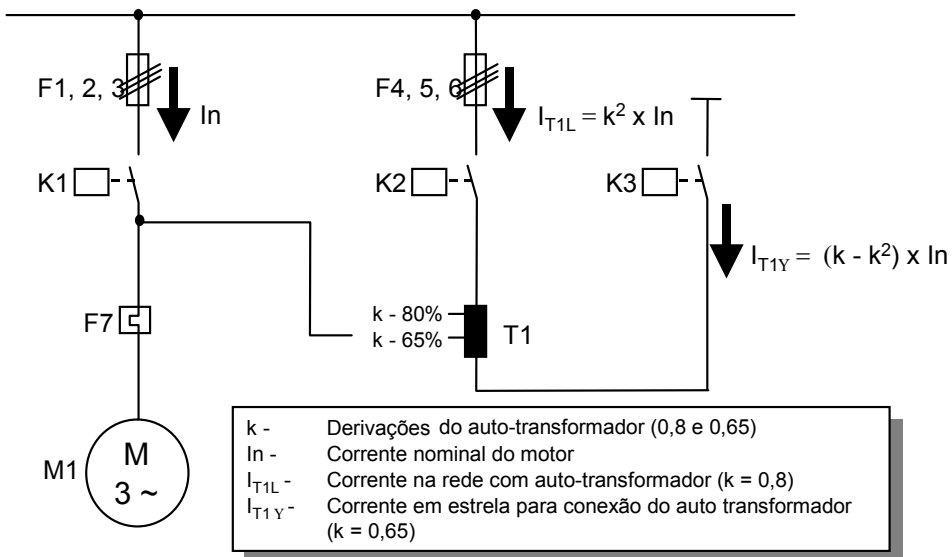 F1, 2, 3
In
F4, 5, 6
I_T1L = k² x In
K1
K2
K3
I_T1Y = (k - k²) x In
F7
k - 80%
k - 65%
T1
M1
M
3 ~
k - Derivações do auto-transformador (0,8 e 0,65)
In - Corrente nominal do motor
I_T1L - Corrente na rede com auto-transformador (k = 0,8)
I_T1Y - Corrente em estrela para conexão do auto transformador
(k = 0,65)